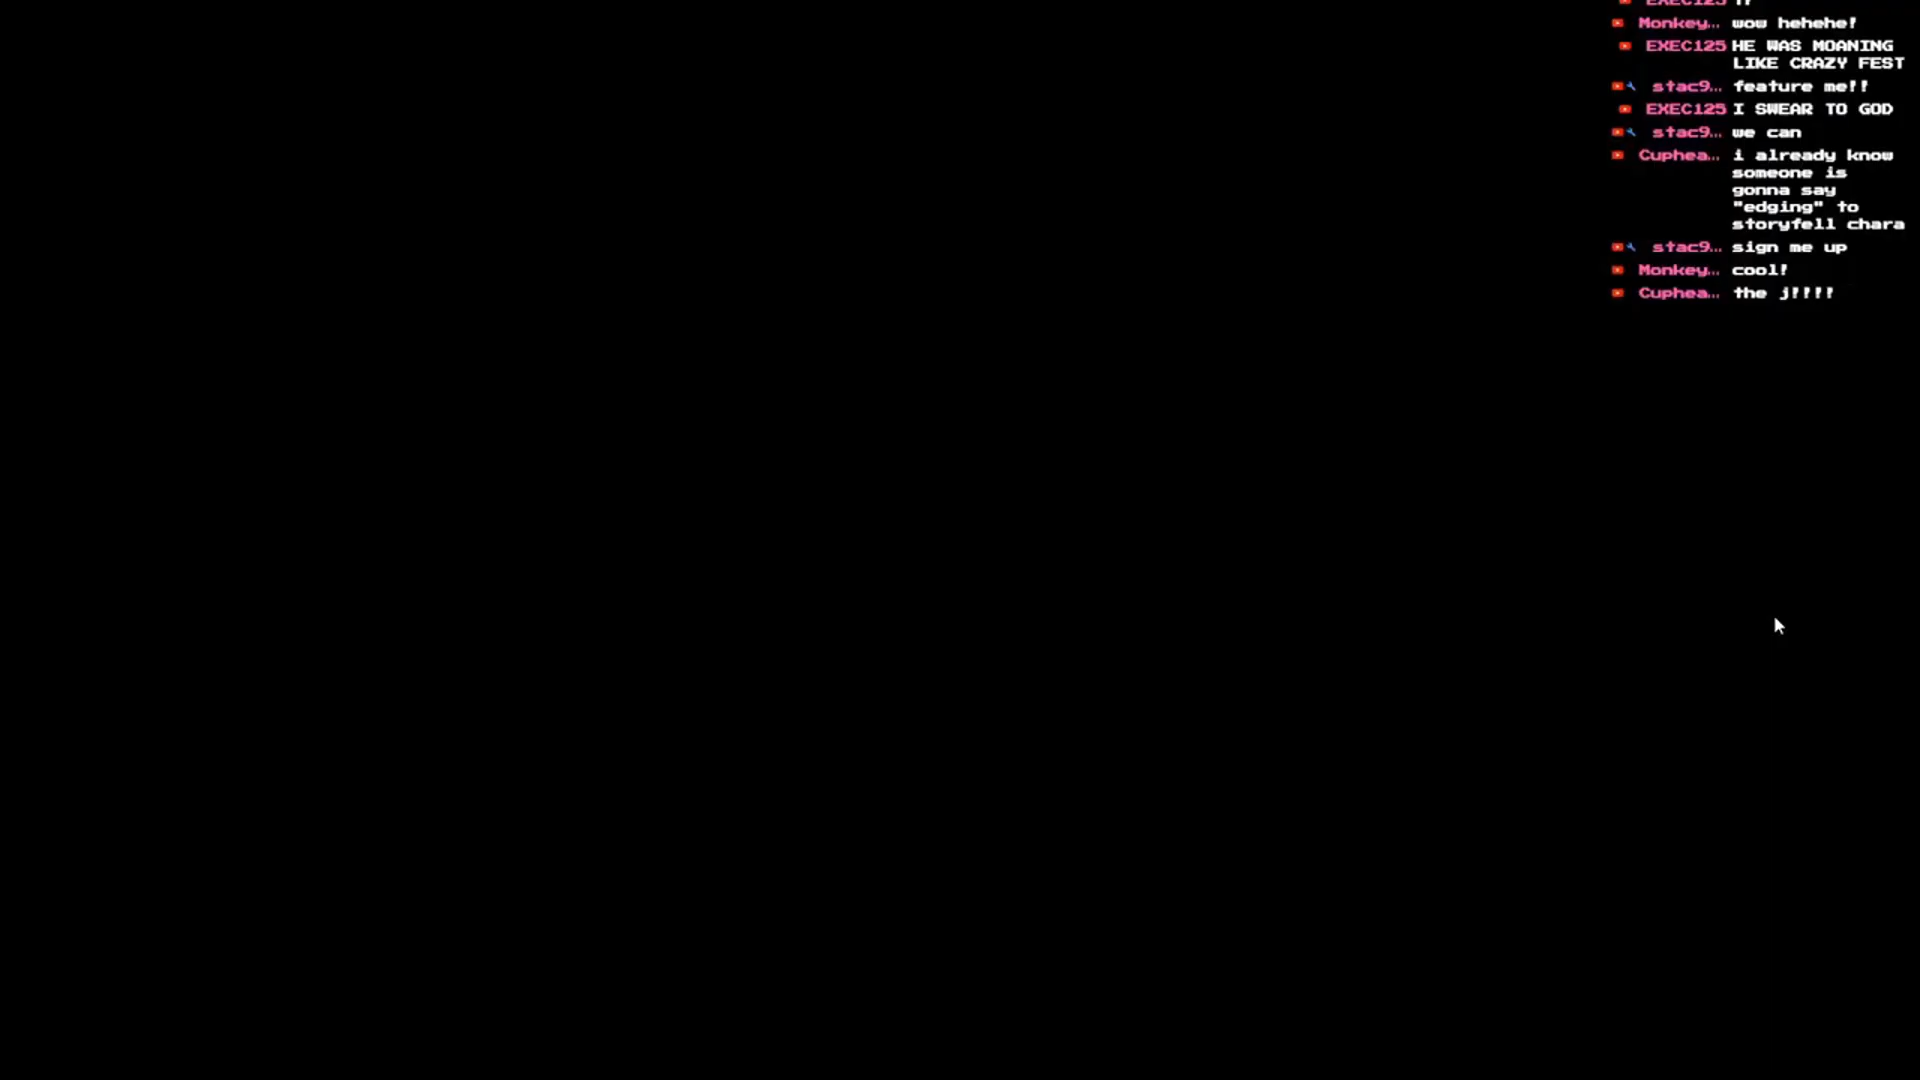 Monkey... wow hehehe!
EXEC125 HE WAS MOANING
LIKE CRAZY FEST
stac9... feature me!!
EXEC125 I SWEAR TO GOD
stac9... we can
Cuphea... i already know
someone is
gonna say
"edging" to
storyfell chara
stac9... sign me up
Monkey... cool!
Cuphea... the j!!!!